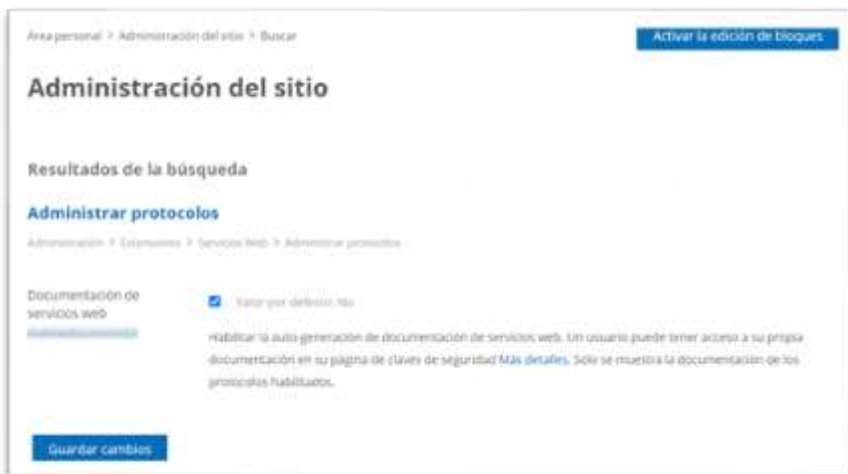 Área personal > Administración del sitio > Buscar
Activar la edición de bloques
Administración del sitio
Resultados de la búsqueda
Administrar protocolos
Administración > Extensiones > Servicios Web > Administrar protocolos
Documentación de
servicios web
Valor por defecto: No
Habilitar la auto-generación de documentación de servicios web. Un usuario puede tener acceso a su propia
documentación en su página de claves de seguridad Más detalles. Solo se muestra la documentación de los
protocolos habilitados.
Guardar cambios